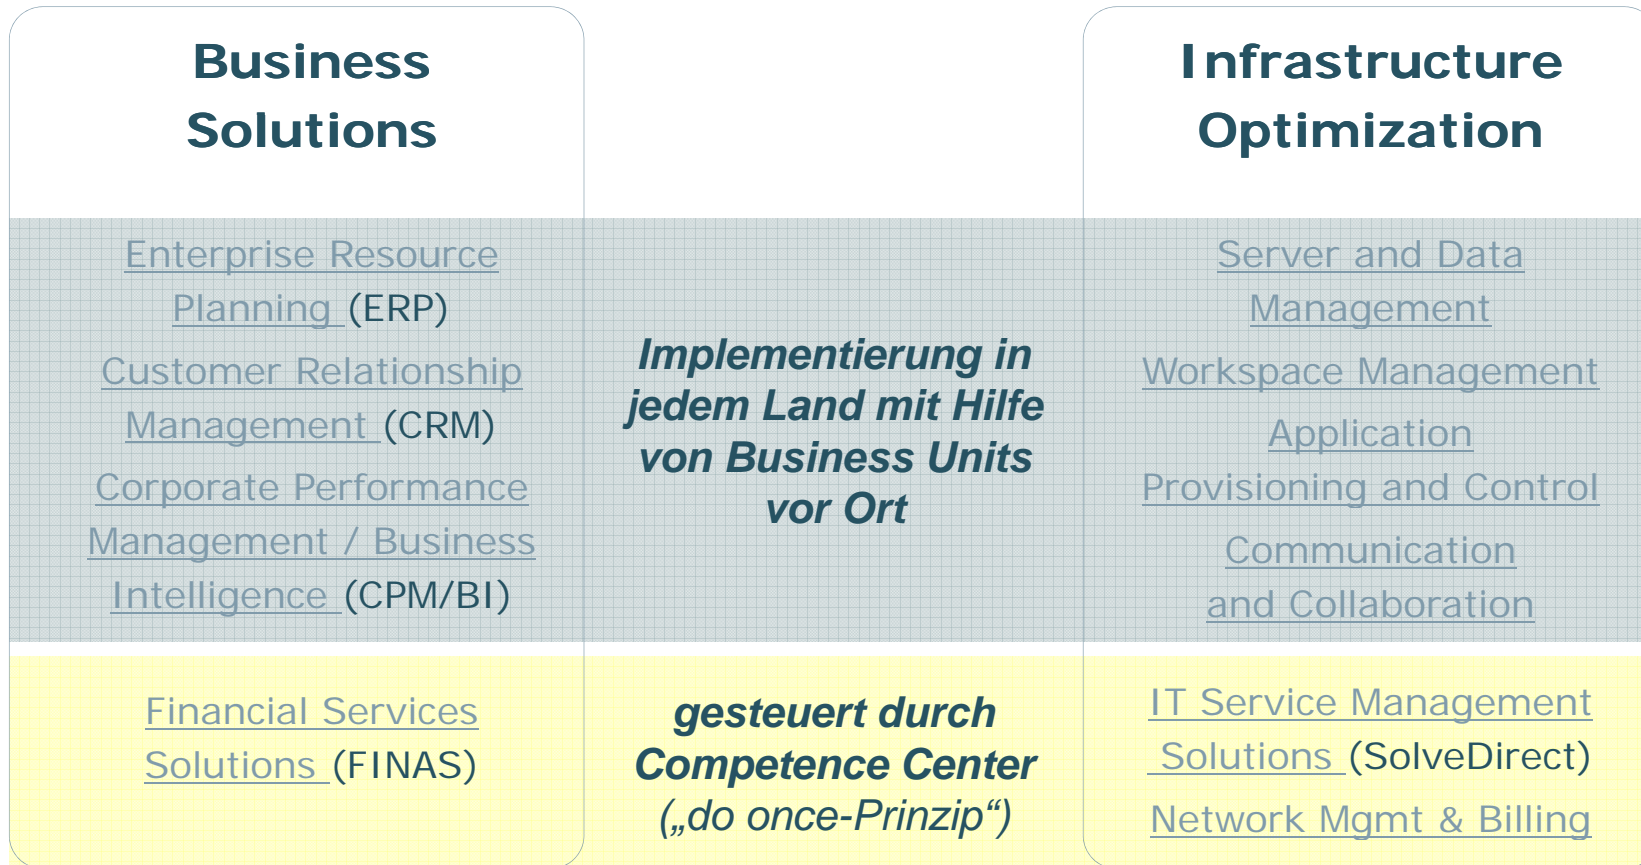 Business
Solutions
Enterprise Resource
Planning (ERP)
Customer Relationship
Management (CRM)
Corporate Performance
Management / Business
Intelligence (CPM/BI)
Financial Services
Solutions (FINAS)
Implementierung in
jedem Land mit Hilfe
von Business Units
vor Ort
gesteuert durch
Competence Center
(„do once-Prinzip“)
Infrastructure
Optimization
Server and Data
Management
Workspace Management
Application
Provisioning and Control
Communication
and Collaboration
IT Service Management
Solutions (SolveDirect)
Network Mgmt & Billing